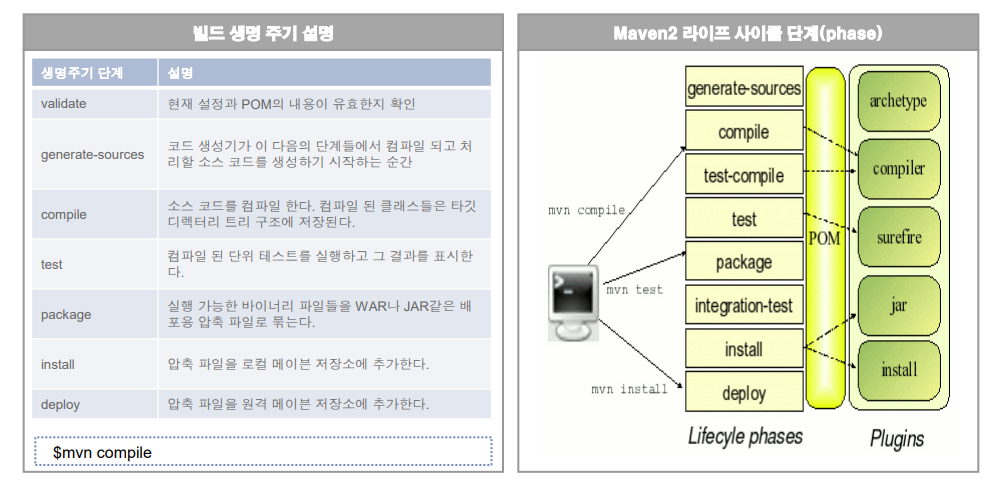 빌드 생명 주기 설명
생명주기 단계 설명
validate 현재 설정과 POM의 내용이 유효한지 확인
generate-sources 코드 생성기가 이 다음의 단계들에서 컴파일 되고 처
리할 소스 코드를 생성하기 시작하는 순간
compile 소스 코드를 컴파일 한다. 컴파일 된 클래스들은 타깃
디렉터리 트리 구조에 저장된다.
test 컴파일 된 단위 테스트를 실행하고 그 결과를 표시한
다.
package 실행 가능한 바이너리 파일들을 WAR나 JAR같은 배
포용 압축 파일로 묶는다.
install 압축 파일을 로컬 메이븐 저장소에 추가한다.
deploy 압축 파일을 원격 메이븐 저장소에 추가한다.
$mvn compile
Maven2 라이프 사이클 단계(phase)
mvn compile
mvn test
mvn install
generate-sources
compile
test-compile
test
package
integration-test
install
deploy
Lifecyle phases
POM
archetype
compiler
surefire
jar
install
Plugins